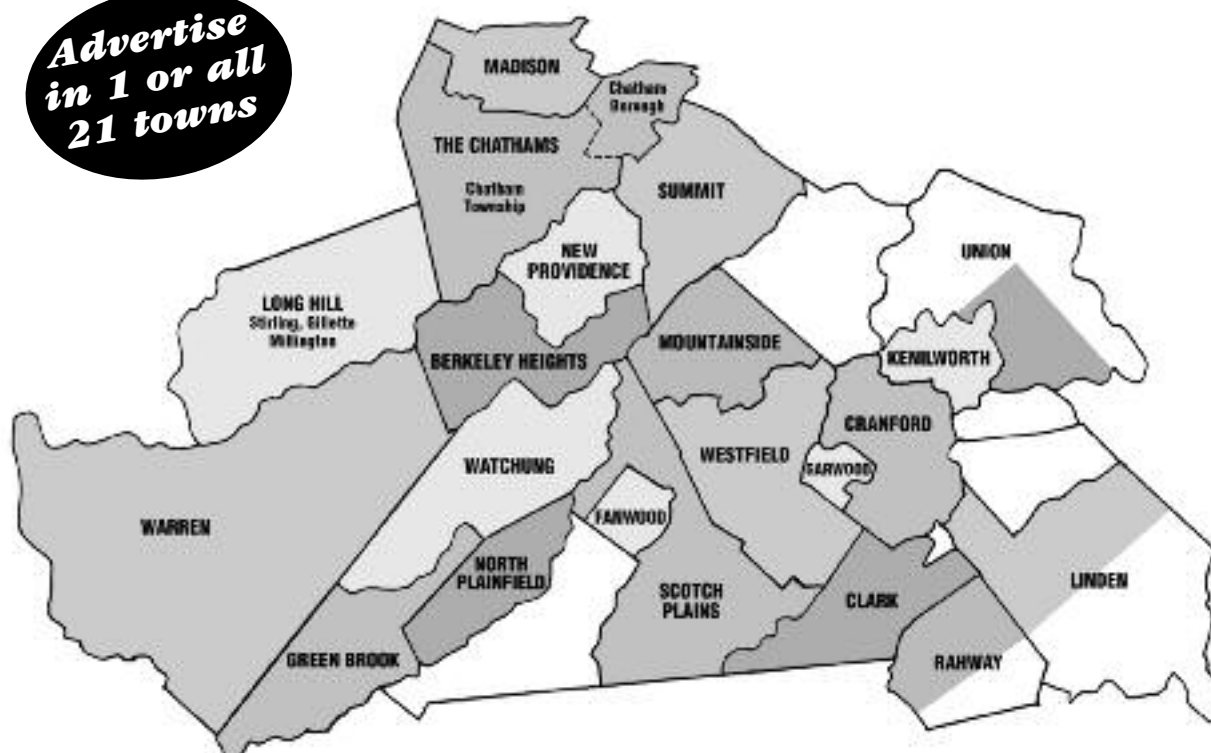 Advertise
in 1 or all
21 towns
MADISON
Chatham
Borough
THE CHATHAMS
Chatham
Township
SUMMIT
NEW
PROVIDENCE
UNION
LONG HILL
Stirling, Gillette
Millington
BERKELEY HEIGHTS
MOUNTAINSIDE
KENILWORTH
CRANFORD
WESTFIELD
GARWOOD
WATCHUNG
WARREN
FANWOOD
NORTH
PLAINFIELD
SCOTCH
PLAINS
CLARK
LINDEN
GREEN BROOK
RAHWAY